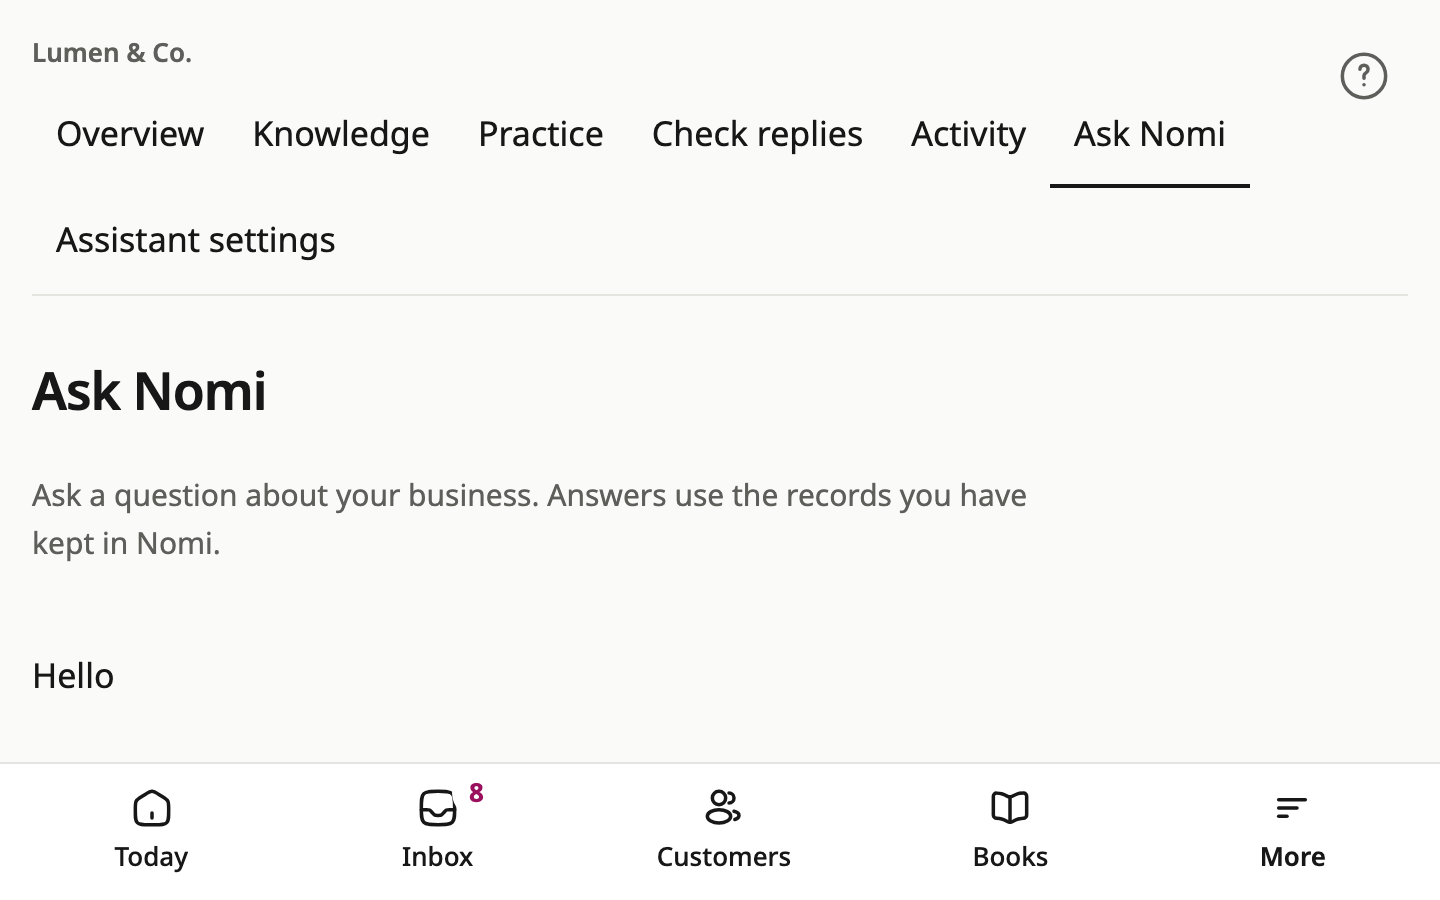 Lumen & Co.
Overview Knowledge Practice Check replies Activity Ask Nomi
Assistant settings
Ask Nomi
Ask a question about your business. Answers use the records you have
kept in Nomi.
Hello
8
Today Inbox Customers Books More